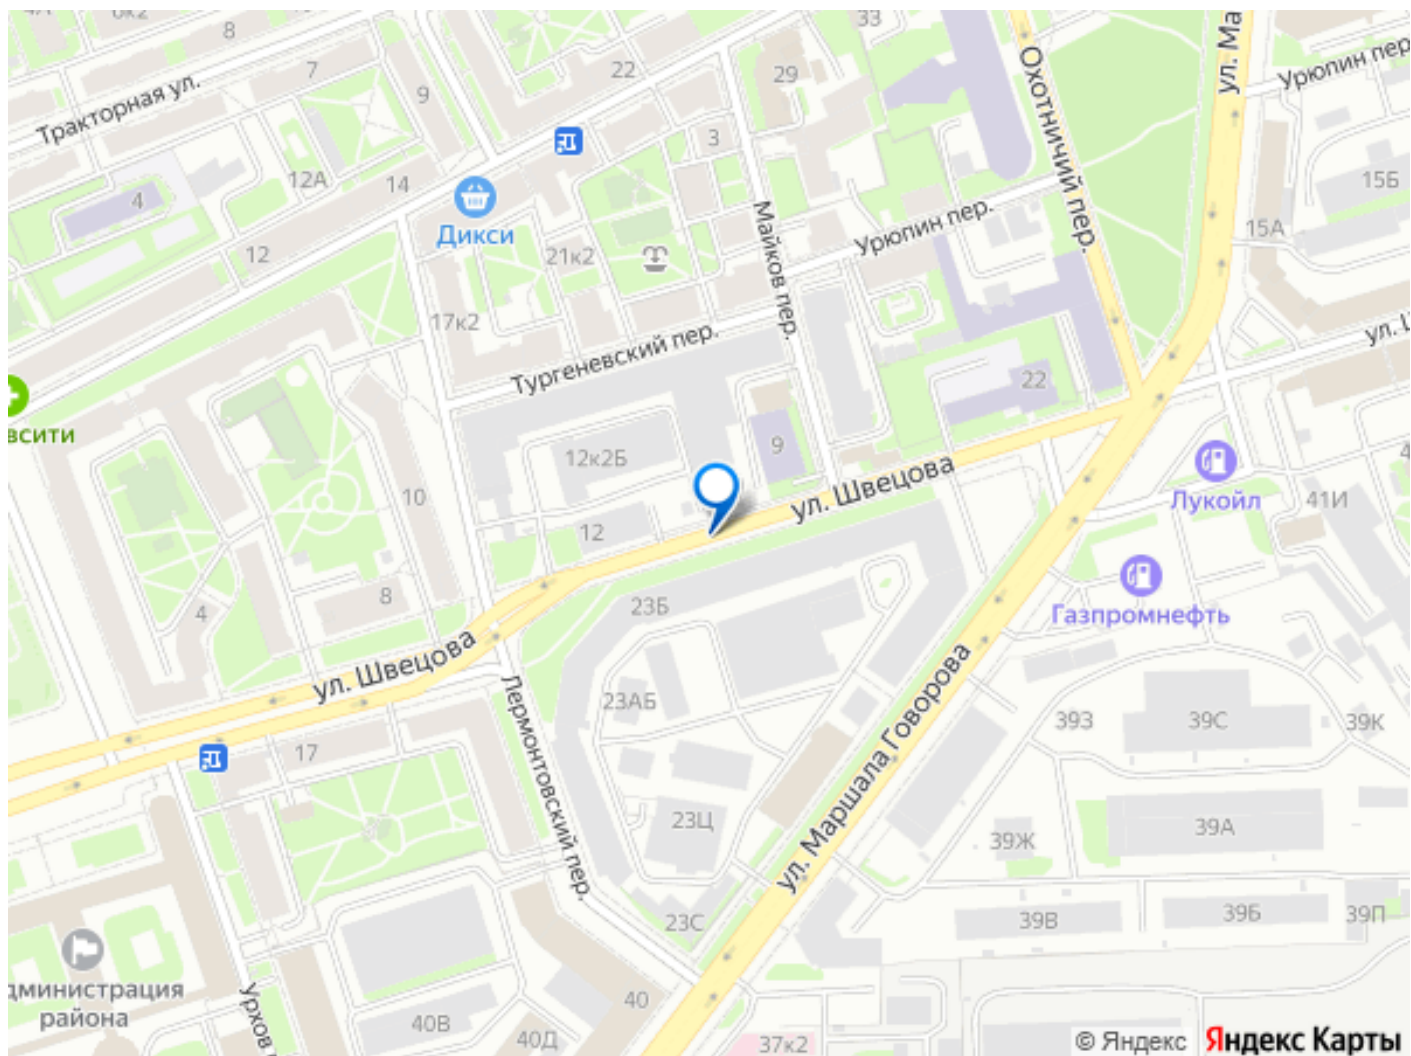 8
33
ул. Ма
7
22
29
Охотничий пер.
Урюпин пер.
9
Тракторная ул.
3
12А
14
15Б
4
Майков пер.
Урюпин пер.
15А
Дикси
12
21к2
17к2
Тургеневский пер.
22
всити
12к2Б
9
10
ул. Швецова
Лукойл
41И
12
8
23Б
4
Газпромнефть
ул. Швецова
23АБ
Лермонтовский пер.
ул. Маршала Говорова
39З
39С
39К
17
23Ц
39Ж
39А
23С
39В
39Б
39П
дминистрация
района
Урхов
40
40В
40Д
37к2
© Яндекс
Яндекс Карты